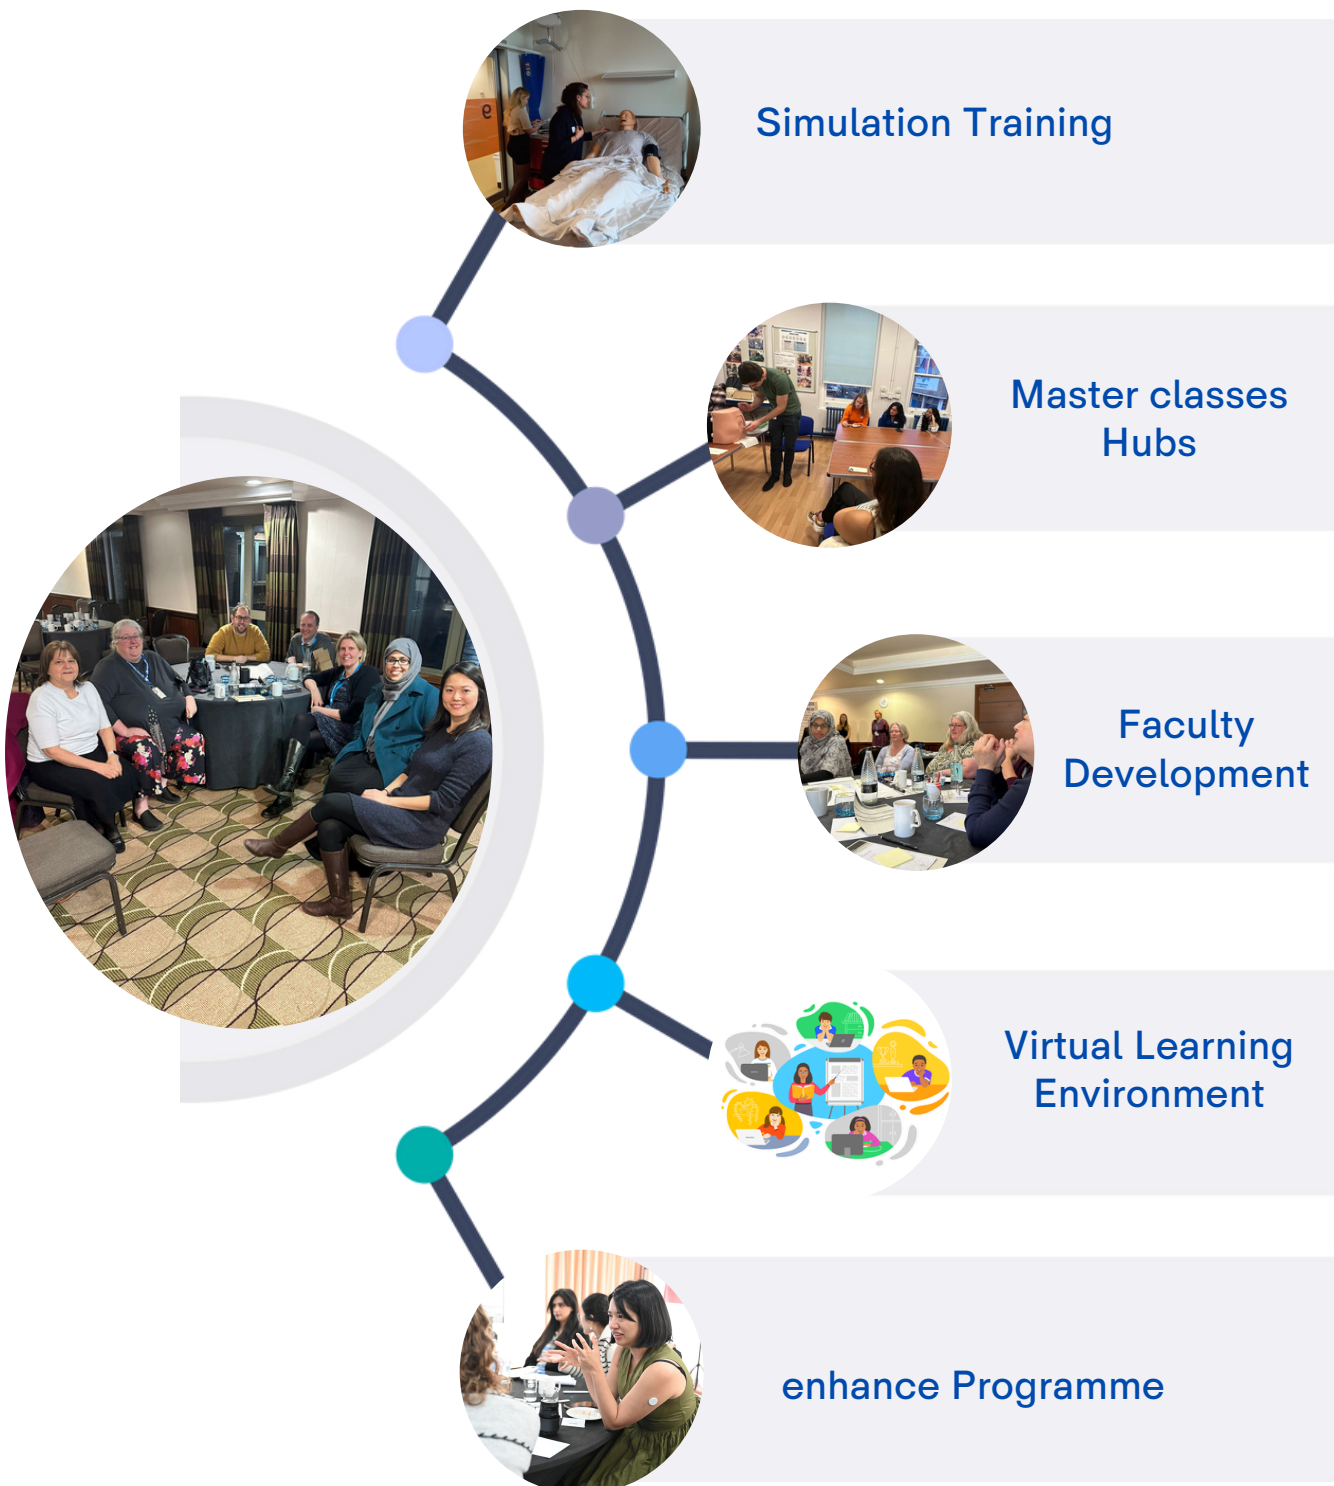 Simulation Training
Master classes
Hubs
Faculty
Development
Virtual Learning
Environment
enhance Programme